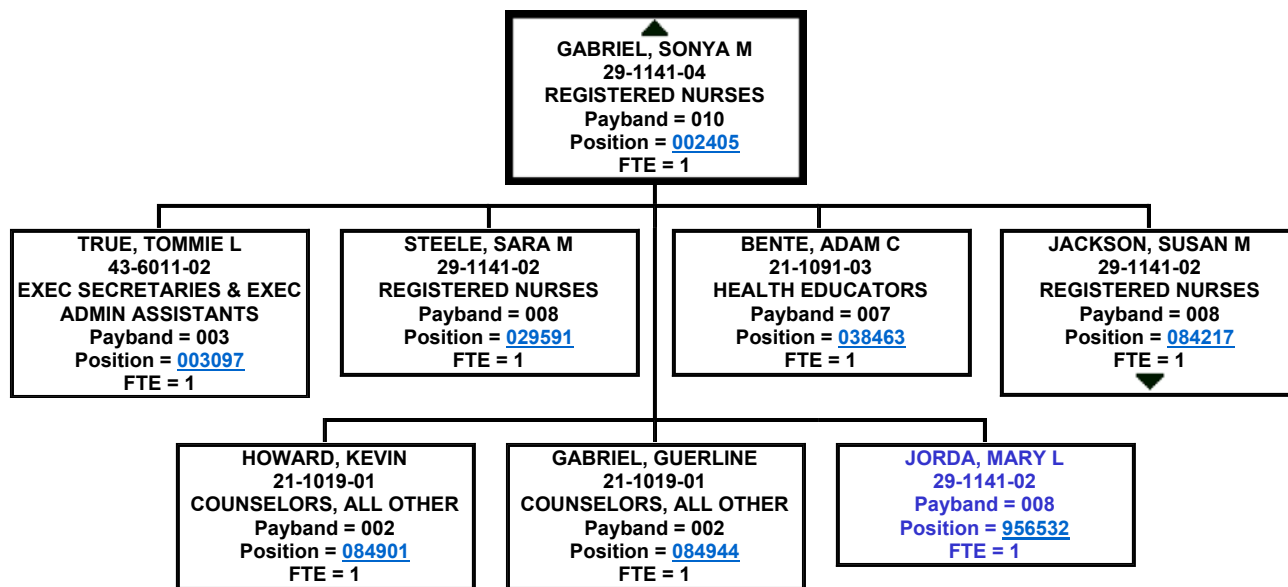 GABRIEL, SONYA M
29-1141-04
REGISTERED NURSES
Payband = 010
Position = 002405
FTE = 1
TRUE, TOMMIE L
43-6011-02
EXEC SECRETARIES & EXEC
ADMIN ASSISTANTS
Payband = 003
Position = 003097
FTE = 1
STEELE, SARA M
29-1141-02
REGISTERED NURSES
Payband = 008
Position = 029591
FTE = 1
BENTE, ADAM C
21-1091-03
HEALTH EDUCATORS
Payband = 007
Position = 038463
FTE = 1
JACKSON, SUSAN M
29-1141-02
REGISTERED NURSES
Payband = 008
Position = 084217
FTE = 1
HOWARD, KEVIN
21-1019-01
COUNSELORS, ALL OTHER
Payband = 002
Position = 084901
FTE = 1
GABRIEL, GUERLINE
21-1019-01
COUNSELORS, ALL OTHER
Payband = 002
Position = 084944
FTE = 1
JORDA, MARY L
29-1141-02
Payband = 008
Position = 956532
FTE = 1